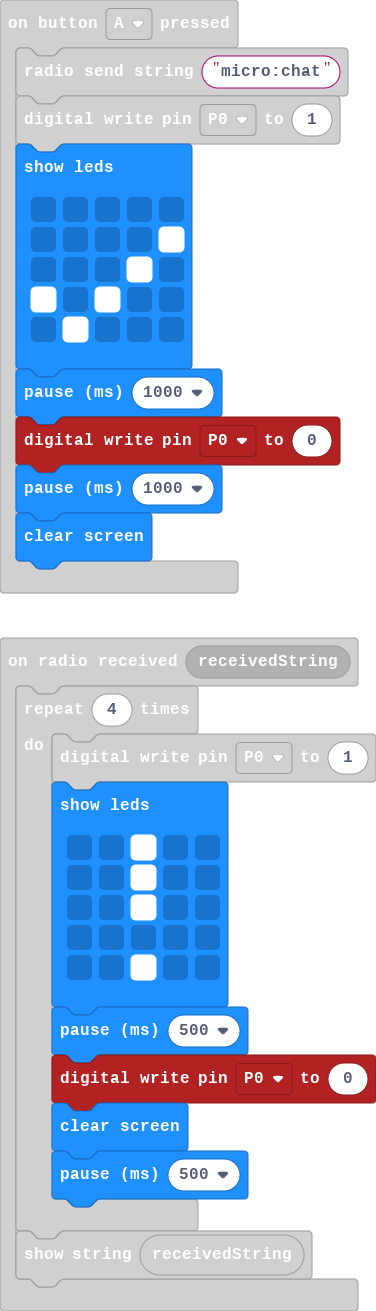 on button A pressed
radio send string "micro:chat"
digital write pin P0 to 1
show leds
pause (ms) 1000
digital write pin P0 to 0
pause (ms) 1000
clear screen
on radio received receivedString
repeat 4 times
do digital write pin P0 to 1
show leds
pause (ms) 500
digital write pin P0 to 0
clear screen
pause (ms) 500
show string receivedString